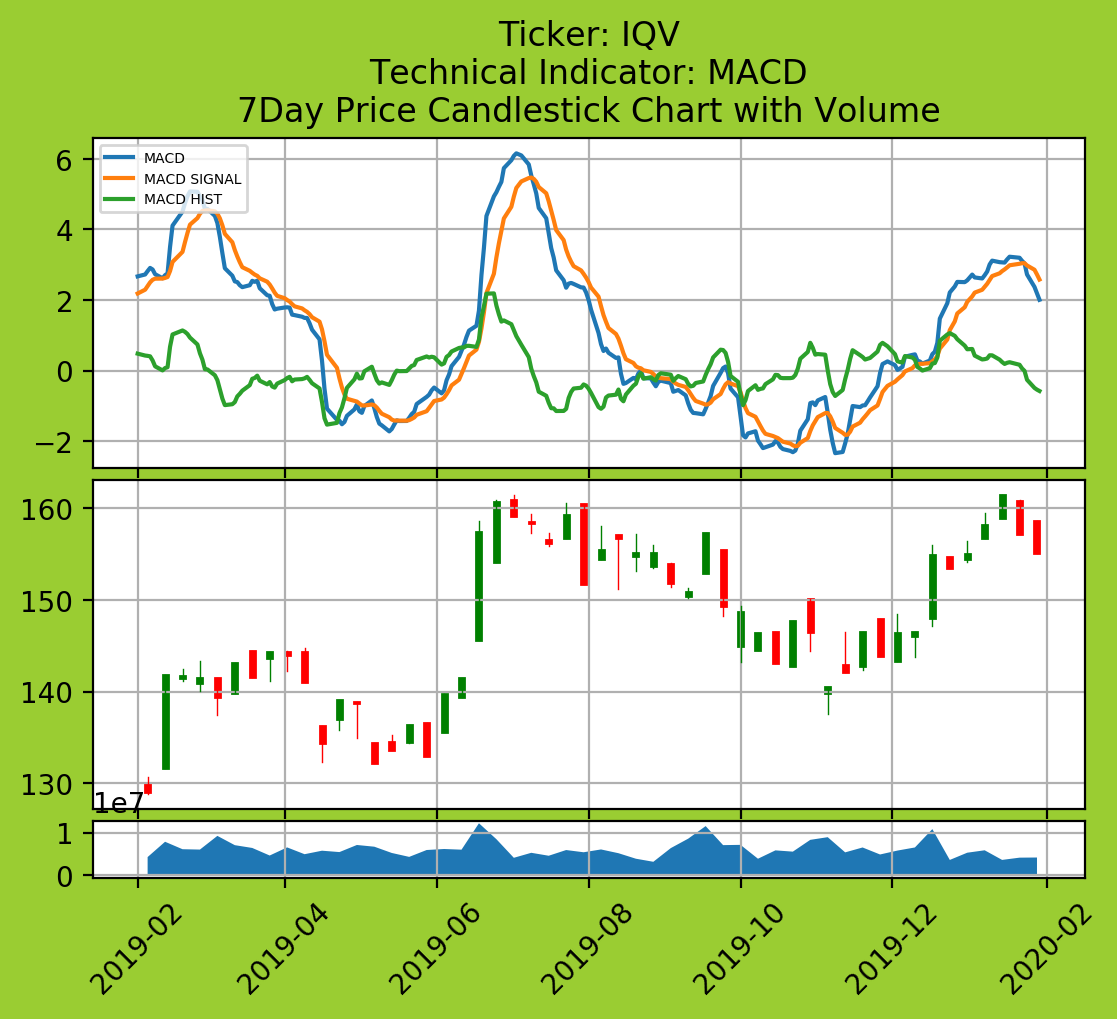 Ticker: IQV
Technical Indicator: MACD
7Day Price Candlestick Chart with Volume
MACD
MACD SIGNAL
MACD HIST
6
4
2
0
−2
160
150
140
130
1e7
1
0
2019-02
2019-04
2019-06
2019-08
2019-10
2019-12
2020-02